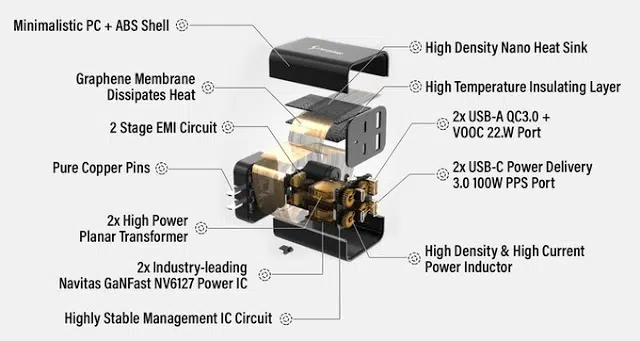 Minimalistic PC + ABS Shell
High Density Nano Heat Sink
Graphene Membrane
Dissipates Heat
High Temperature Insulating Layer
2 Stage EMI Circuit
2x USB-A QC3.0 +
VOOC 22.W Port
Pure Copper Pins
2x USB-C Power Delivery
3.0 100W PPS Port
2x High Power
Planar Transformer
High Density & High Current
Power Inductor
2x Industry-leading
Navitas GaNFast NV6127 Power IC
Highly Stable Management IC Circuit